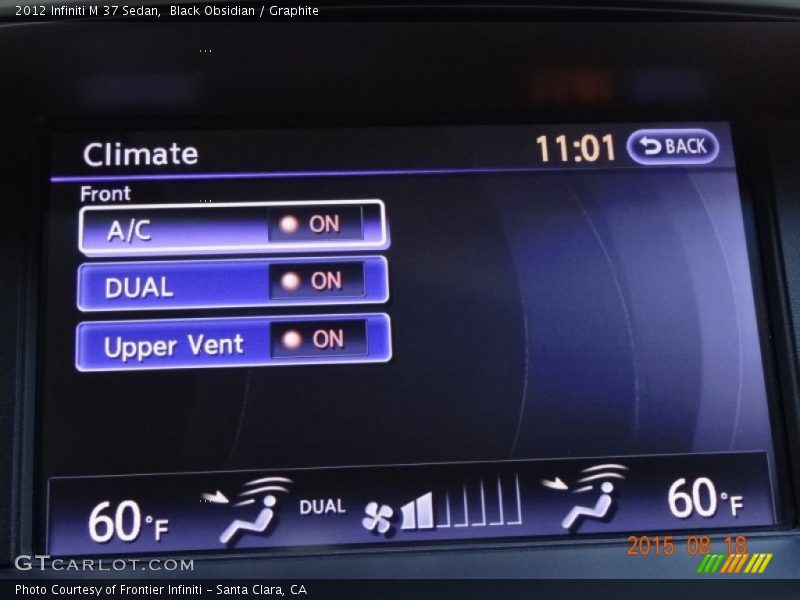 2012 Infiniti M 37 Sedan,  Black Obsidian / Graphite
Climate
11:01
BACK
Front
A/C ON
DUAL ON
Upper Vent ON
60°F
DUAL
60°F
2015 08 18
GTCARLOT.COM
Photo Courtesy of Frontier Infiniti - Santa Clara, CA